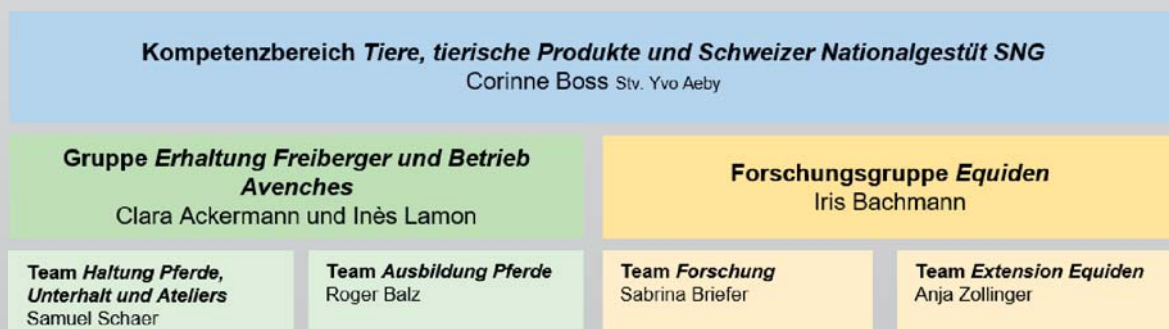 Kompetenzbereich Tiere, tierische Produkte und Schweizer Nationalgestüt SNG
Corinne Boss Stv. Yvo Aeby
Gruppe Erhaltung Freiberger und Betrieb
Avenches
Clara Ackermann und Inès Lamon
Forschungsgruppe Equiden
Iris Bachmann
Team Haltung Pferde,
Unterhalt und Ateliers
Samuel Schaer
Team Ausbildung Pferde
Roger Balz
Team Forschung
Sabrina Briefer
Team Extension Equiden
Anja Zollinger